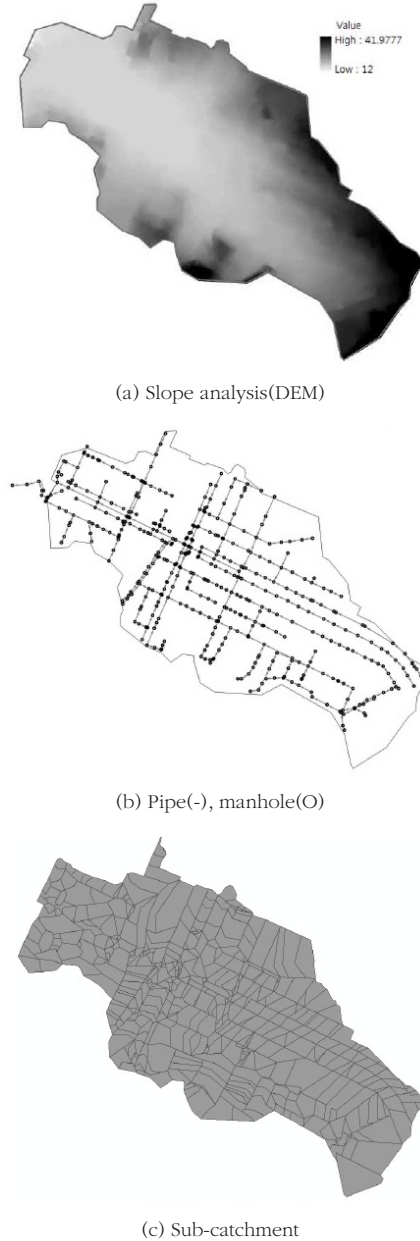 Value
High : 41.9777
Low : 12
(a) Slope analysis(DEM)
(b) Pipe(-), manhole(O)
(c) Sub-catchment